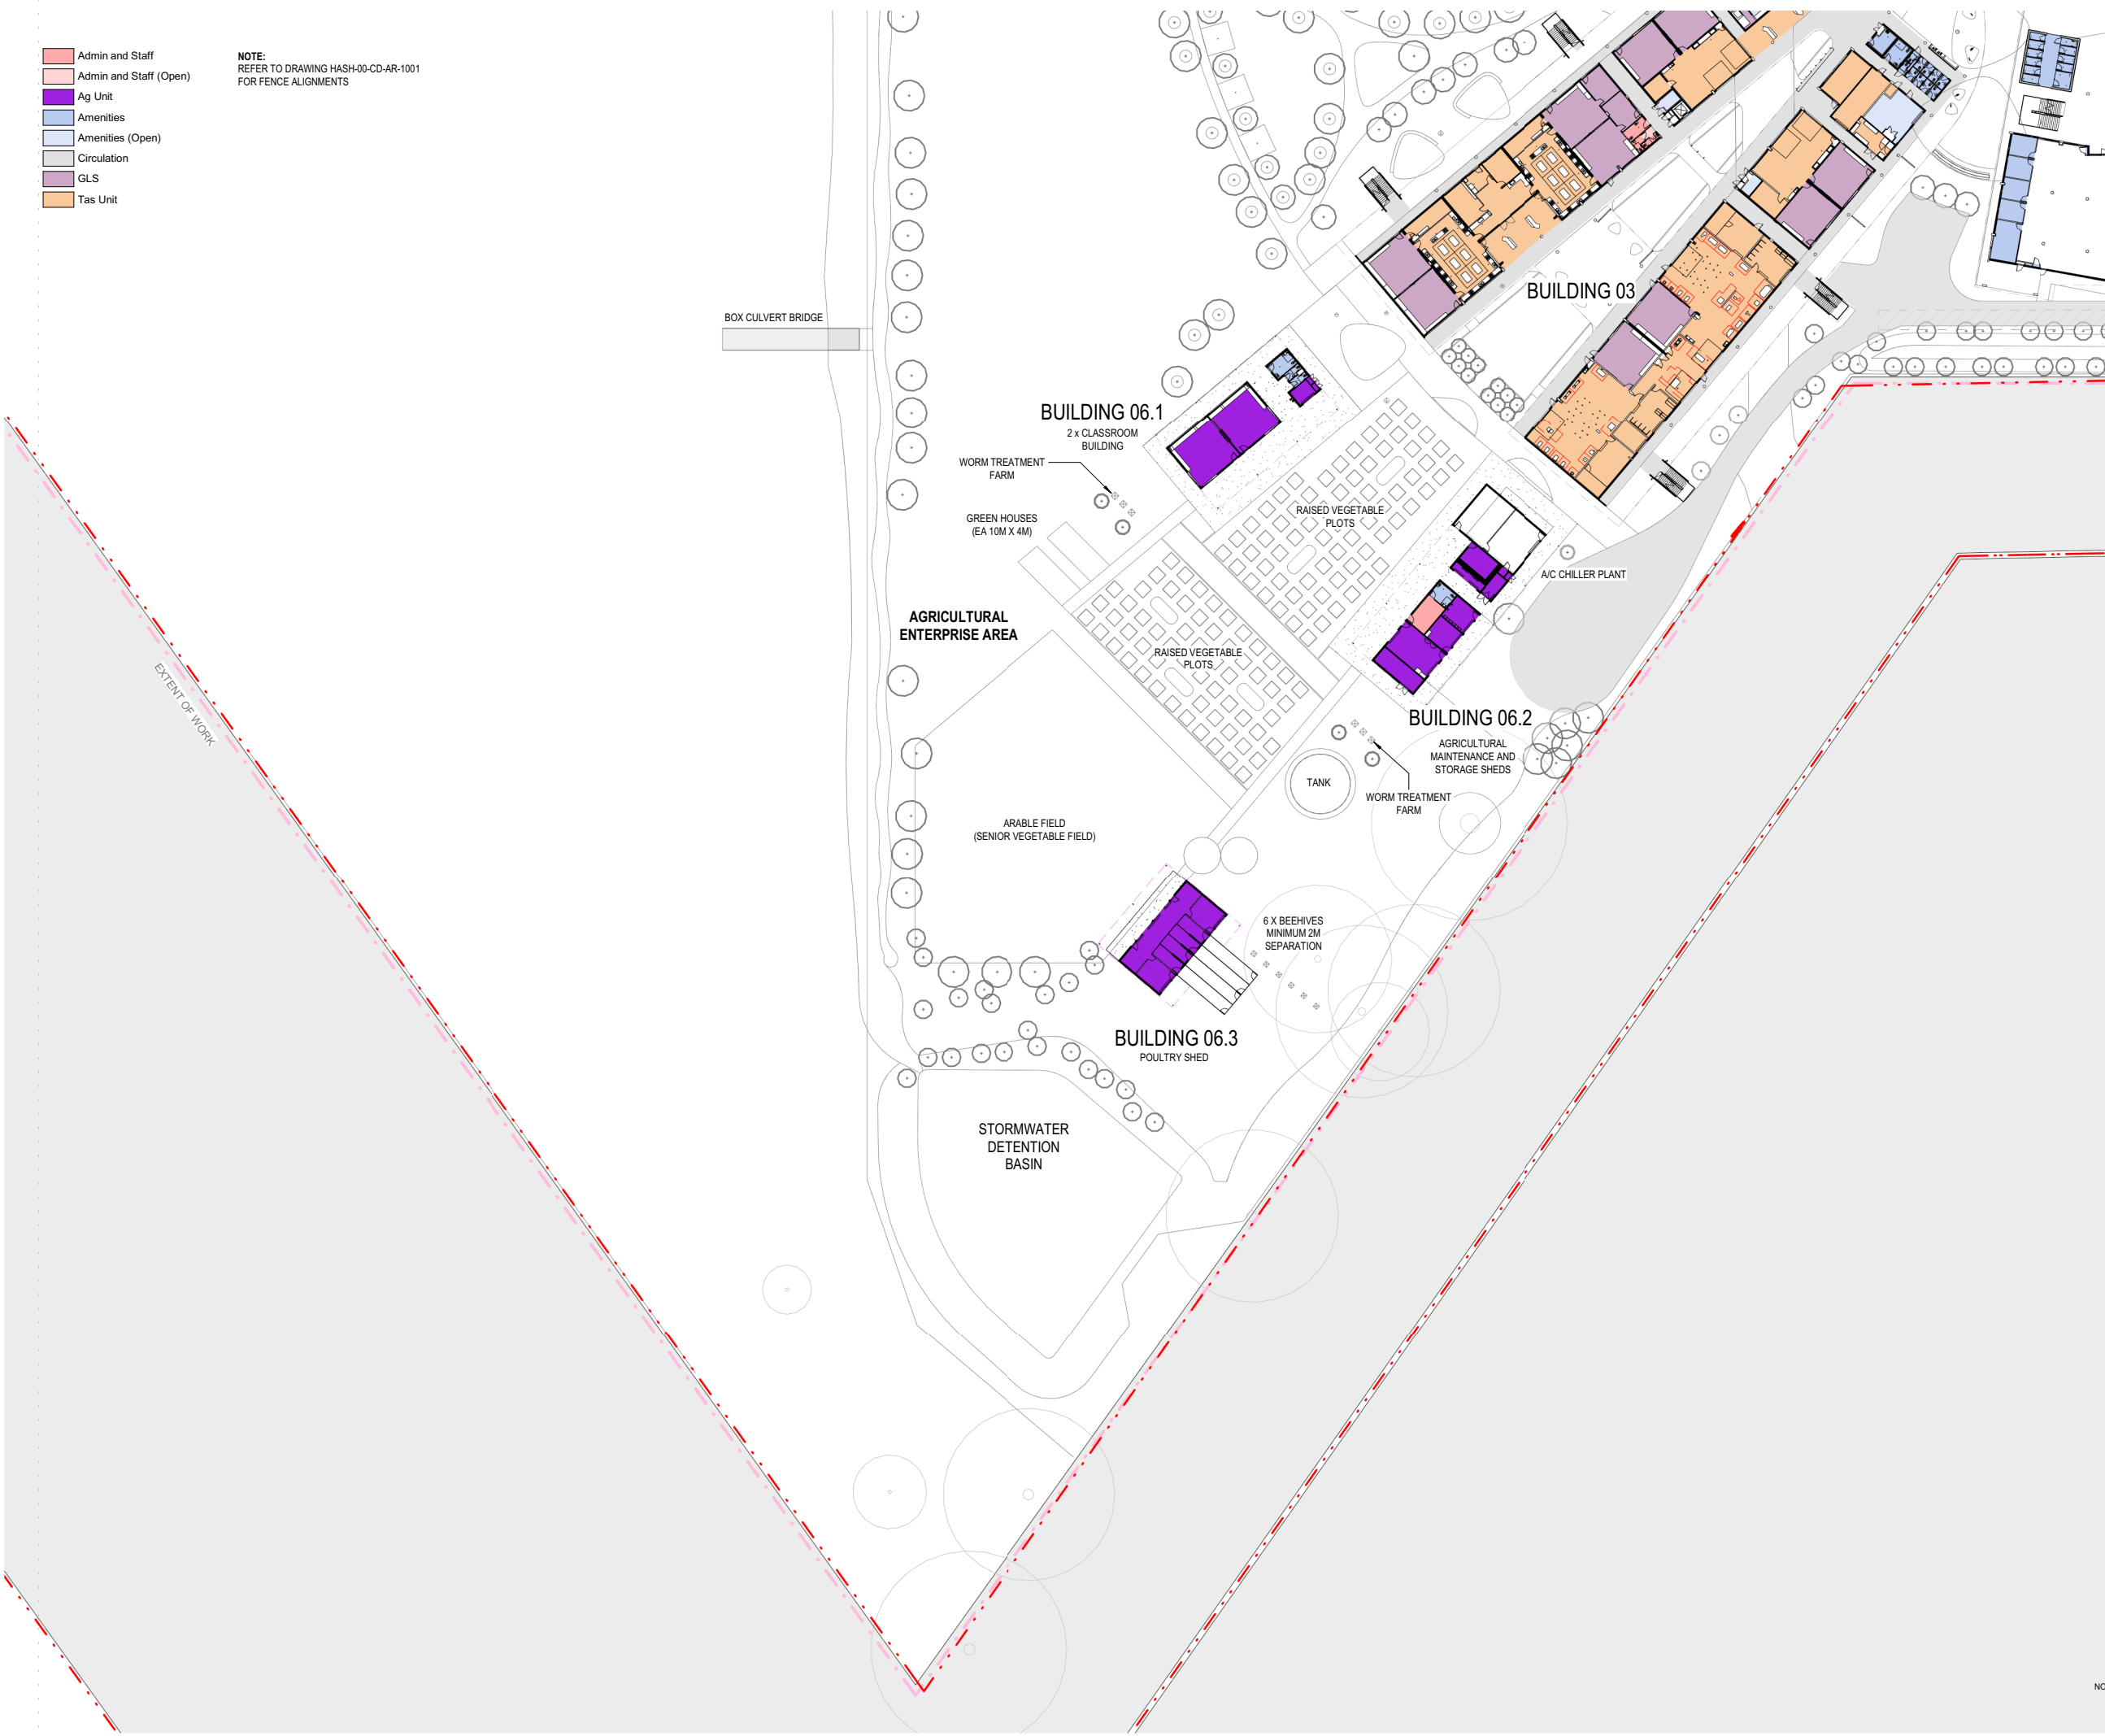 Admin and Staff
Admin and Staff (Open)
Ag Unit
Amenities
Amenities (Open)
Circulation
GLS
Tas Unit
NOTE:
REFER TO DRAWING HASH-00-CD-AR-1001
FOR FENCE ALIGNMENTS
BOX CULVERT BRIDGE
BUILDING 03
BUILDING 06.1
2 x CLASSROOM
BUILDING
WORM TREATMENT
FARM
GREEN HOUSES
(EA 10M X 4M)
RAISED VEGETABLE
PLOTS
A/C CHILLER PLANT
AGRICULTURAL
ENTERPRISE AREA
RAISED VEGETABLE
PLOTS
EXTENT OF WORK
BUILDING 06.2
AGRICULTURAL
MAINTENANCE AND
STORAGE SHEDS
TANK
WORM TREATMENT
FARM
ARABLE FIELD
(SENIOR VEGETABLE FIELD)
6 X BEEHIVES
MINIMUM 2M
SEPARATION
BUILDING 06.3
POULTRY SHED
STORMWATER
DETENTION
BASIN